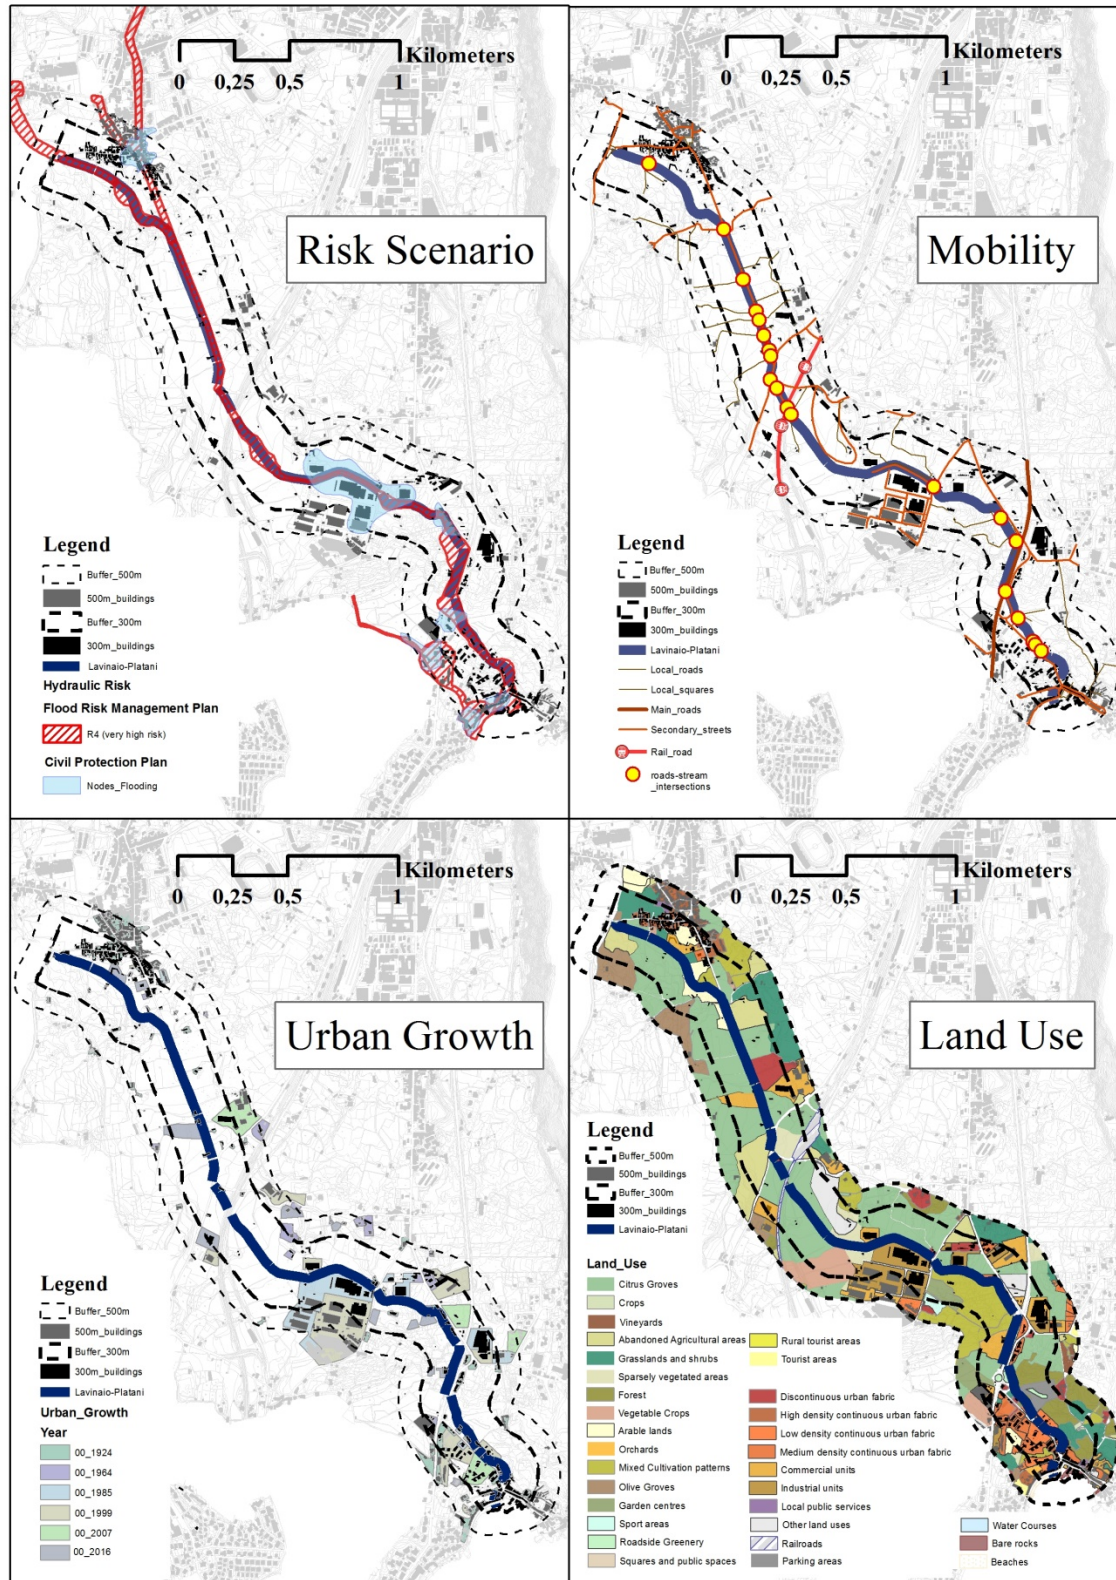 Kilometers
0 0,25 0,5 1
Risk Scenario
Legend
Buffer_500m
500m_buildings
Buffer_300m
300m_buildings
Lavinaio-Platani
Hydraulic Risk
Flood Risk Management Plan
R4 (very high risk)
Civil Protection Plan
Nodes_Flooding
Kilometers
0 0,25 0,5 1
Mobility
Legend
Buffer_500m
500m_buildings
Buffer_300m
300m_buildings
Lavinaio-Platani
Local_roads
Local_squares
Main_roads
Secondary_streets
Rail_road
roads-stream
_intersections
Kilometers
0 0,25 0,5 1
Urban Growth
Legend
Buffer_500m
500m_buildings
Buffer_300m
300m_buildings
Lavinaio-Platani
Urban_Growth
Year
00_1924
00_1964
00_1985
00_1999
00_2007
00_2016
Kilometers
0 0,25 0,5 1
Land Use
Legend
Buffer_500m
500m_buildings
Buffer_300m
300m_buildings
Lavinaio-Platani
Land_Use
Citrus Groves
Crops
Vineyards
Abandoned Agricultural areas
Grasslands and shrubs
Sparsely vegetated areas
Forest
Vegetable Crops
Arable lands
Orchards
Mixed Cultivation patterns
Olive Groves
Garden centres
Sport areas
Roadside Greenery
Squares and public spaces
Rural tourist areas
Tourist areas
Discontinuous urban fabric
High density continuous urban fabric
Low density continuous urban fabric
Medium density continuous urban fabric
Commercial units
Industrial units
Local public services
Other land uses
Railroads
Parking areas
Water Courses
Bare rocks
Beaches